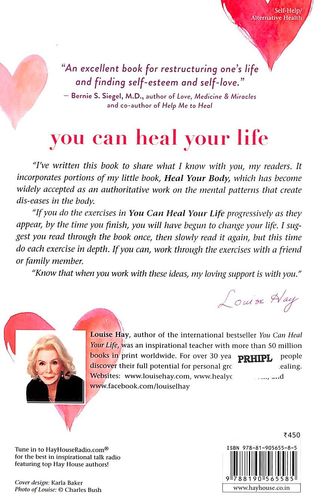 Self-Help/
Alternative Health
"An excellent book for restructuring one's life
and finding self-esteem and self-love."
– Bernie S. Siegel, M.D., author of Love, Medicine & Miracles
and co-author of Help Me to Heal
you can heal your life
"I've written this book to share what I know with you, my readers. It
incorporates portions of my little book, Heal Your Body, which has become
widely accepted as an authoritative work on the mental patterns that create
dis-eases in the body.
"If you do the exercises in You Can Heal Your Life progressively as they
appear, by the time you finish, you will have begun to change your life. I sug-
gest you read through the book once, then slowly read it again, but this time
do each exercise in depth. If you can, work through the exercises with a friend
or family member.
"Know that when you work with these ideas, my loving support is with you."
Louise Hay
Louise Hay, author of the international bestseller You Can Heal
Your Life, was an inspirational teacher with more than 50 million
books in print worldwide. For over 30 yea PRHIPL people
discover their full potential for personal gro ealing.
Websites: www.louisehay.com, www.healyo and
www.facebook.com/louiselhay
Tune in to HayHouseRadio.com®
for the best in inspirational talk radio
featuring top Hay House authors!
Cover design: Karla Baker
Photo of Louise: © Charles Bush
₹450
ISBN 978-81-905655-8-5
9 788190 565585
www.hayhouse.co.in